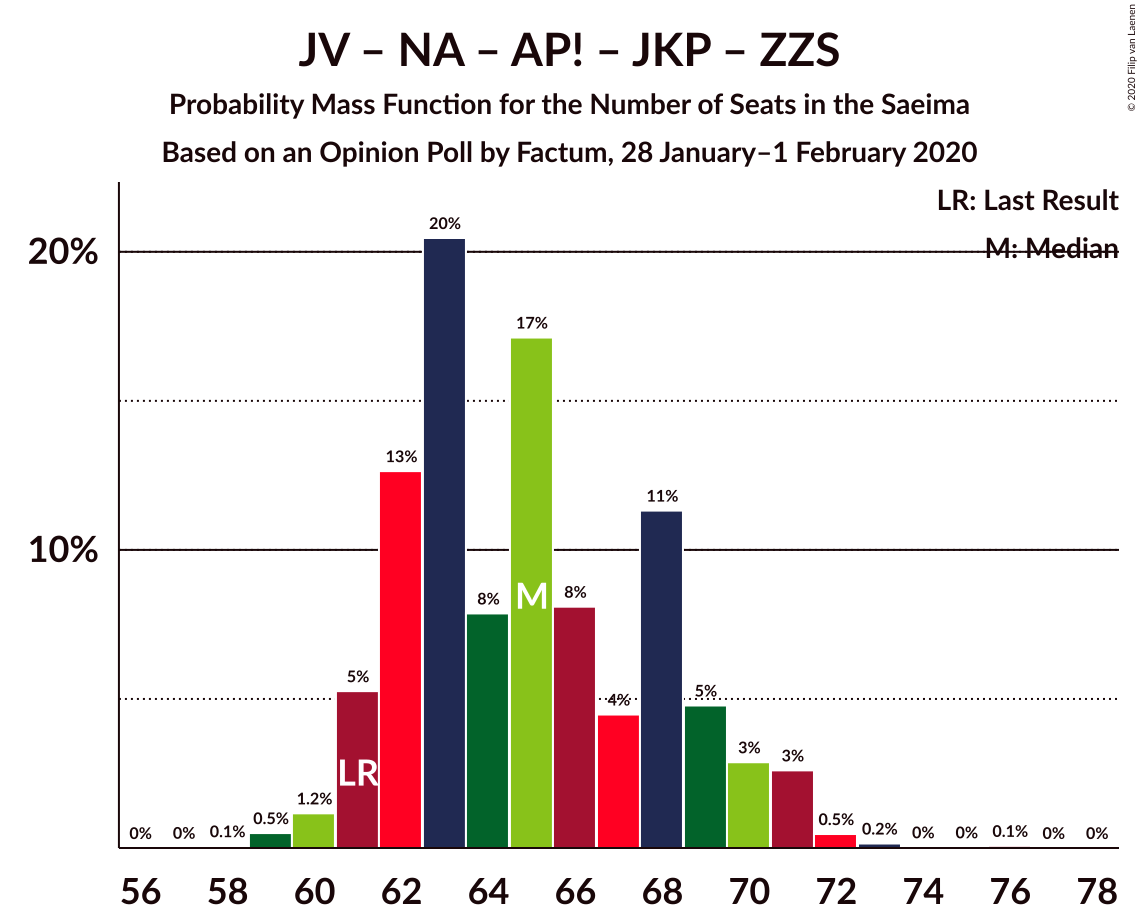 © 2020 Filip van Laenen
JV – NA – AP! – JKP – ZZS
Probability Mass Function for the Number of Seats in the Saeima
Based on an Opinion Poll by Factum, 28 January–1 February 2020
LR: Last Result
M: Median
20%
10%
0% 0% 0.1% 0.5% 1.2% 5% 13% 20% 8% 17% 8% 4% 11% 5% 3% 3% 0.5% 0.2% 0% 0% 0.1% 0% 0%
LR
M
56 58 60 62 64 66 68 70 72 74 76 78